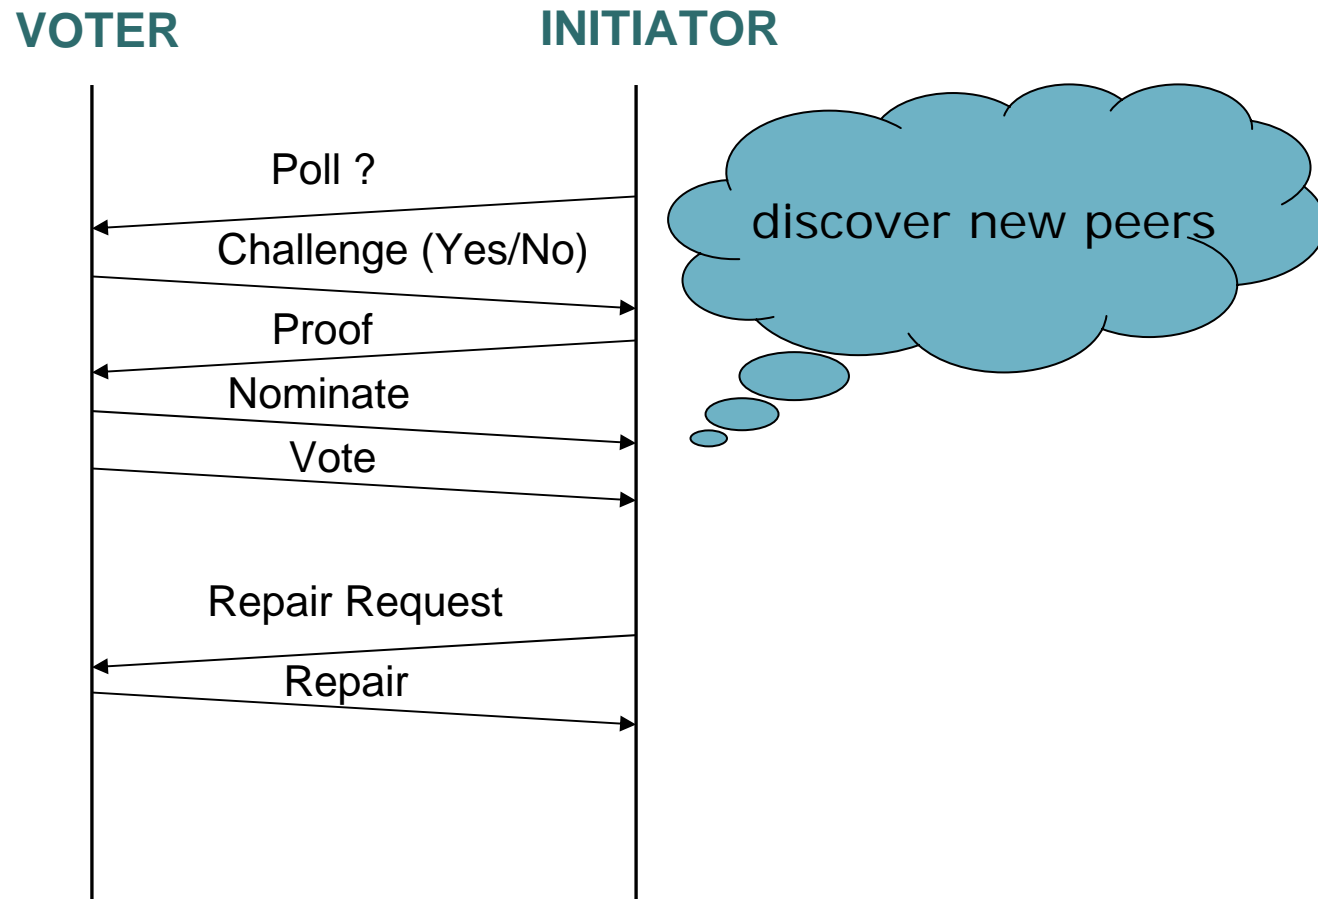 VOTER
INITIATOR
Poll ?
discover new peers
Challenge (Yes/No)
Proof
Nominate
Vote
Repair Request
Repair